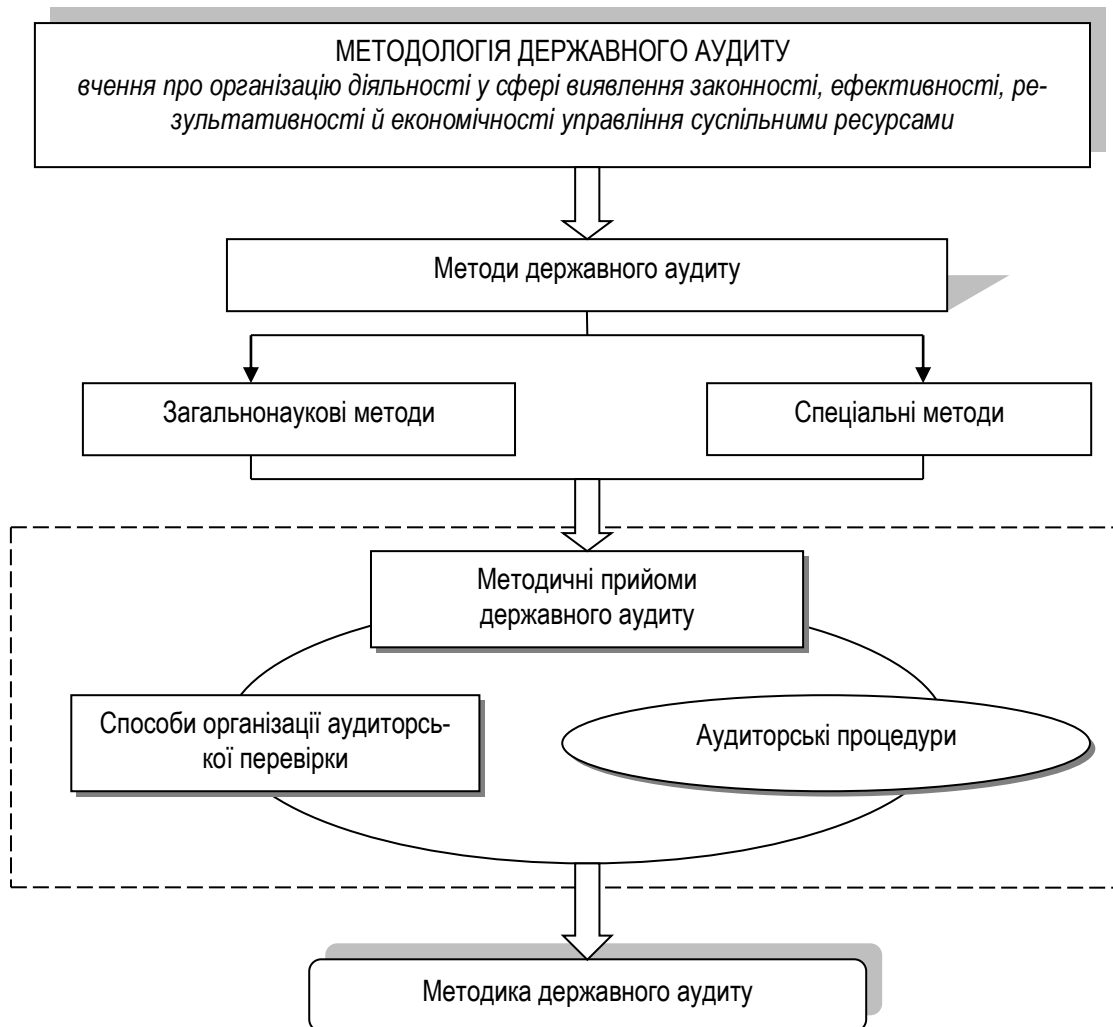 МЕТОДОЛОГІЯ ДЕРЖАВНОГО АУДИТУ
вчення про організацію діяльності у сфері виявлення законності, ефективності, ре-
зультативності й економічності управління суспільними ресурсами
Методи державного аудиту
Загальнонаукові методи
Спеціальні методи
Методичні прийоми
державного аудиту
Способи організації аудиторсь-
кої перевірки
Аудиторські процедури
Методика державного аудиту